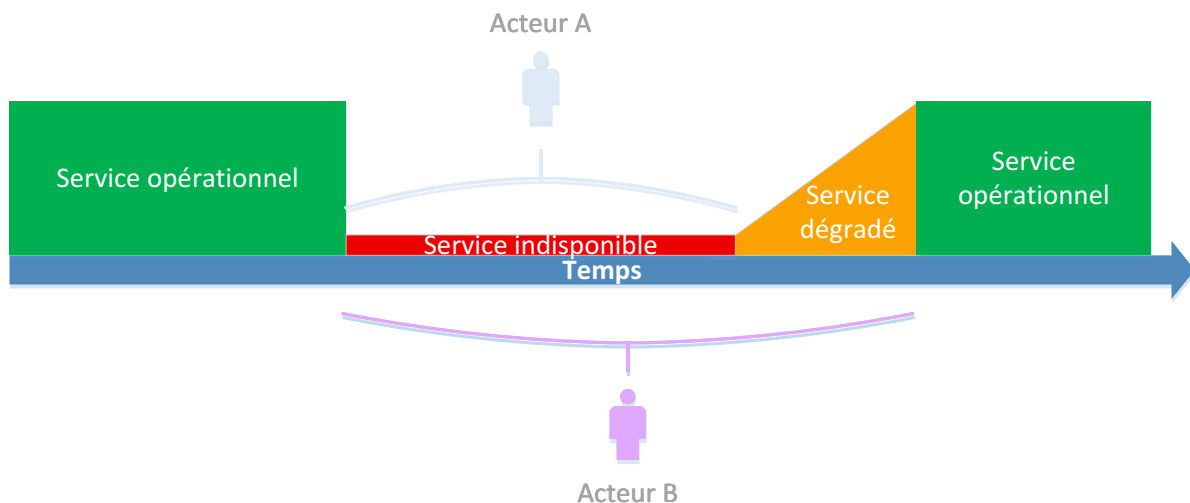 Acteur A
Service opérationnel
Service indisponible
Service
dégradé
Service
opérationnel
Temps
Acteur B